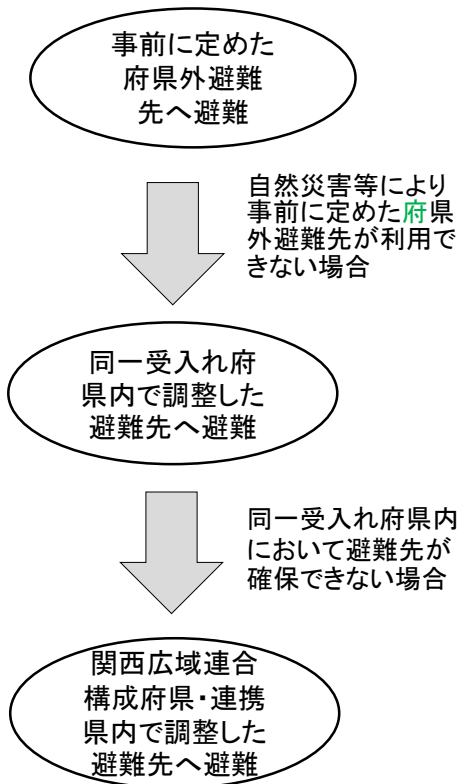 事前に定めた
府県外避難
先へ避難
自然災害等により
事前に定めた府県
外避難先が利用で
きない場合
同一受入れ府
県内で調整した
避難先へ避難
同一受入れ府県内
において避難先が
確保できない場合
関西広域連合
構成府県・連携
県内で調整した
避難先へ避難